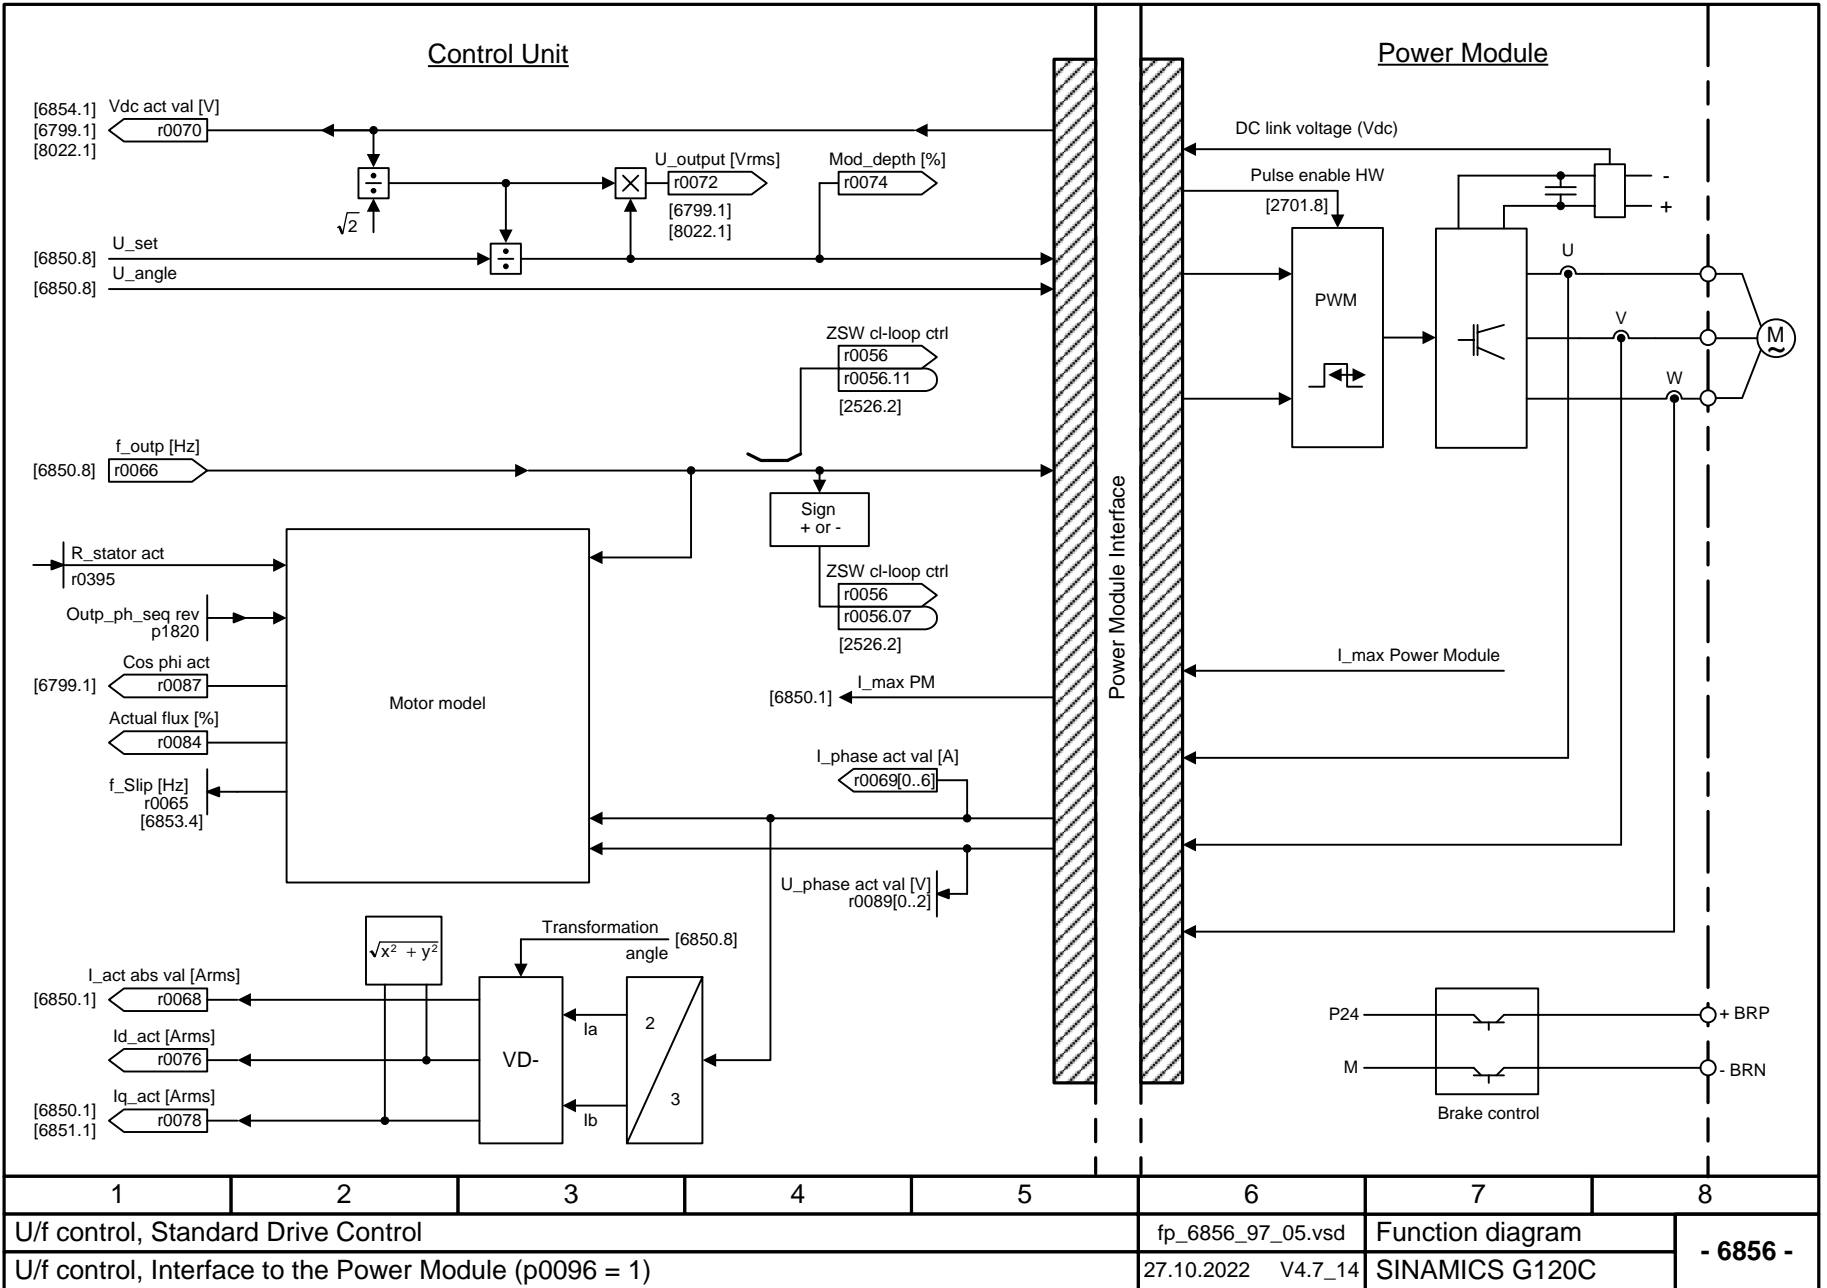 Control Unit
Power Module
[6854.1]
[6799.1]
[8022.1]
Vdc act val [V]
r0070
√2
U_output [Vrms]
r0072
[6799.1]
[8022.1]
Mod_depth [%]
r0074
[6850.8]
U_set
[6850.8]
U_angle
ZSW cl-loop ctrl
r0056
r0056.11
[2526.2]
f_outp [Hz]
[6850.8]
r0066
Sign
+ or -
ZSW cl-loop ctrl
r0056
r0056.07
[2526.2]
R_stator act
r0395
Outp_ph_seq rev
p1820
Cos phi act
[6799.1]
r0087
Actual flux [%]
r0084
f_Slip [Hz]
r0065
[6853.4]
Motor model
[6850.1]
I_max PM
I_phase act val [A]
r0069[0..6]
U_phase act val [V]
r0089[0..2]
√x² + y²
Transformation
angle
[6850.8]
I_act abs val [Arms]
[6850.1]
r0068
Id_act [Arms]
r0076
Iq_act [Arms]
[6850.1]
[6851.1]
r0078
VD-
Ia
Ib
2
3
Power Module Interface
DC link voltage (Vdc)
Pulse enable HW
[2701.8]
-
+
PWM
U
V
W
M
~
I_max Power Module
P24
M
+ BRP
- BRN
Brake control
1 2 3 4 5 6 7 8
U/f control, Standard Drive Control
fp_6856_97_05.vsd
Function diagram
- 6856 -
U/f control, Interface to the Power Module (p0096 = 1)
27.10.2022 V4.7_14
SINAMICS G120C